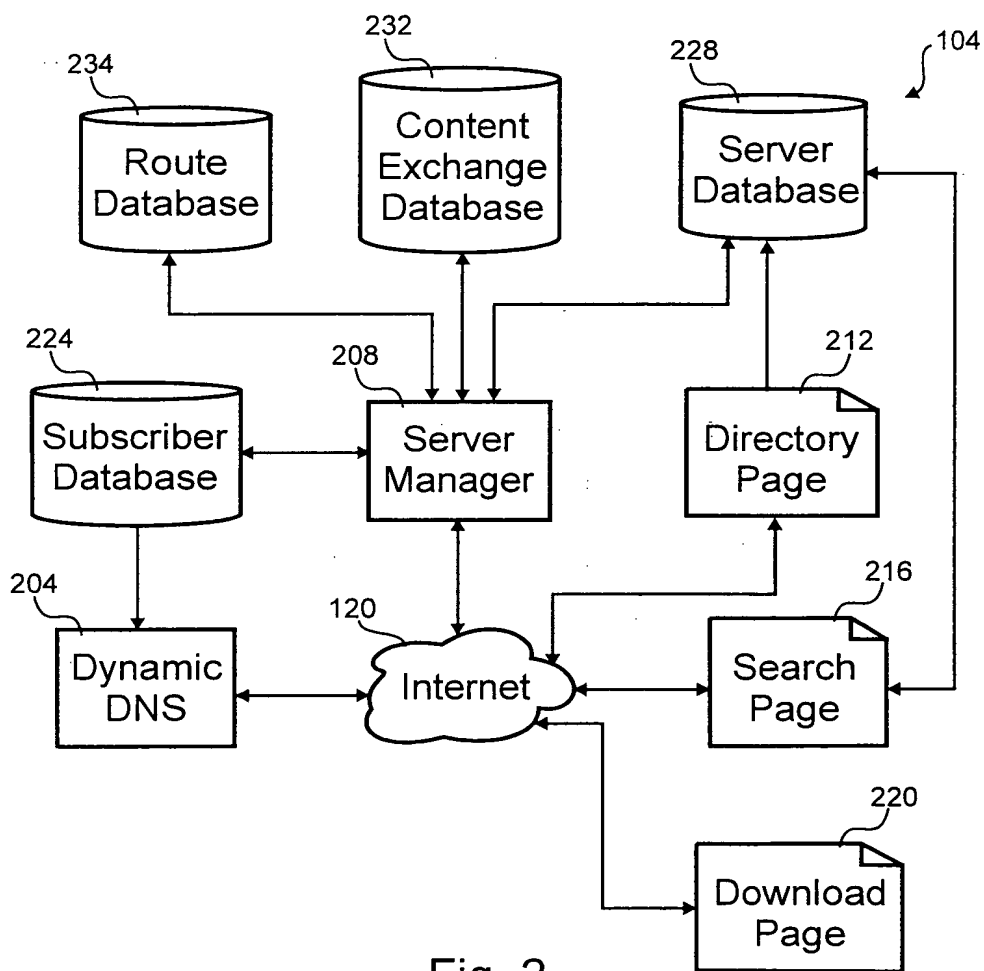 104
234
Route
Database
232
Content
Exchange
Database
228
Server
Database
224
Subscriber
Database
208
Server
Manager
212
Directory
Page
204
Dynamic
DNS
120
Internet
216
Search
Page
220
Download
Page